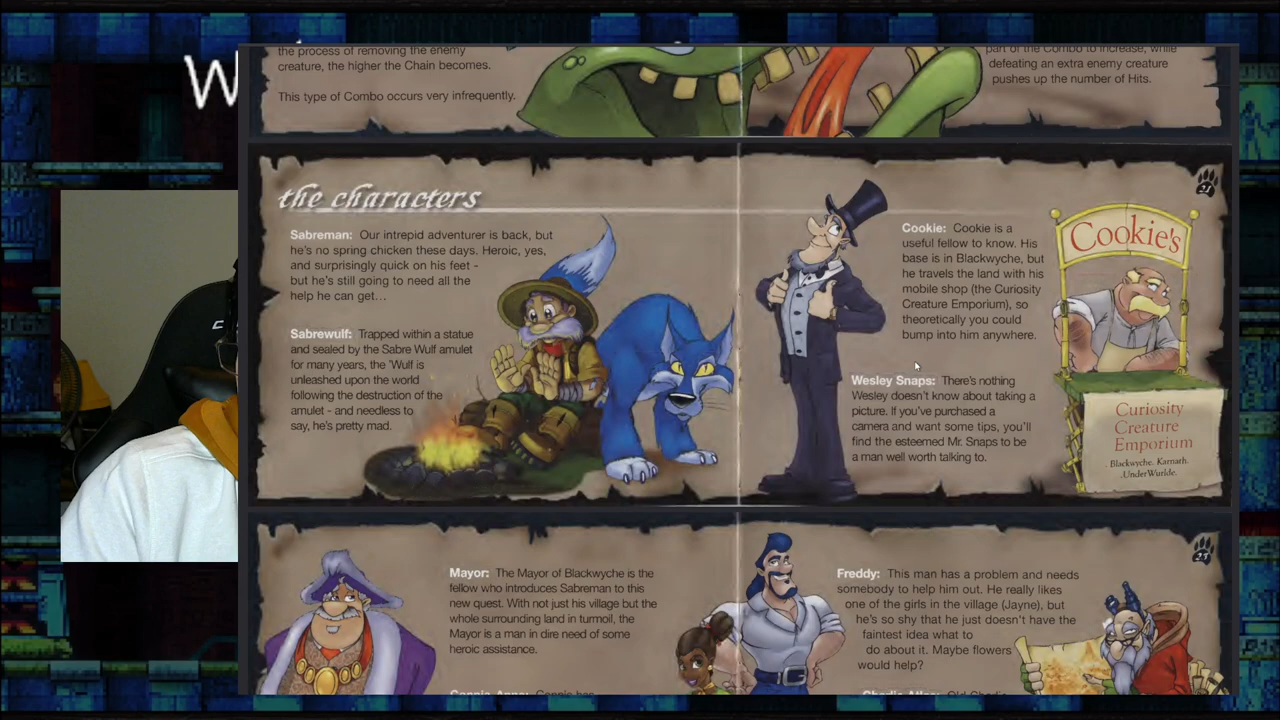 W
the process of removing the enemy
creature, the higher the Chain becomes.
This type of Combo occurs very infrequently.
part of the Combo to increase, while
defeating an extra enemy creature
pushes up the number of Hits.
the characters
21
Sabreman: Our intrepid adventurer is back, but
he's no spring chicken these days. Heroic, yes,
and surprisingly quick on his feet -
but he's still going to need all the
help he can get...
Sabrewulf: Trapped within a statue
and sealed by the Sabre Wulf amulet
for many years, the 'Wulf is
unleashed upon the world
following the destruction of the
amulet - and needless to
say, he's pretty mad.
Cookie: Cookie is a
useful fellow to know. His
base is in Blackwyche, but
he travels the land with his
mobile shop (the Curiosity
Creature Emporium), so
theoretically you could
bump into him anywhere.
Wesley Snaps: There's nothing
Wesley doesn't know about taking a
picture. If you've purchased a
camera and want some tips, you'll
find the esteemed Mr. Snaps to be
a man well worth talking to.
Cookie's
Curiosity
Creature
Emporium
. Blackwyche. Karnath.
.UnderWurlde.
Mayor: The Mayor of Blackwyche is the
fellow who introduces Sabreman to this
new quest. With not just his village but the
whole surrounding land in turmoil, the
Mayor is a man in dire need of some
heroic assistance.
23
Freddy: This man has a problem and needs
somebody to help him out. He really likes
one of the girls in the village (Jayne), but
he's so shy that he just doesn't have the
faintest idea what to
do about it. Maybe flowers
would help?